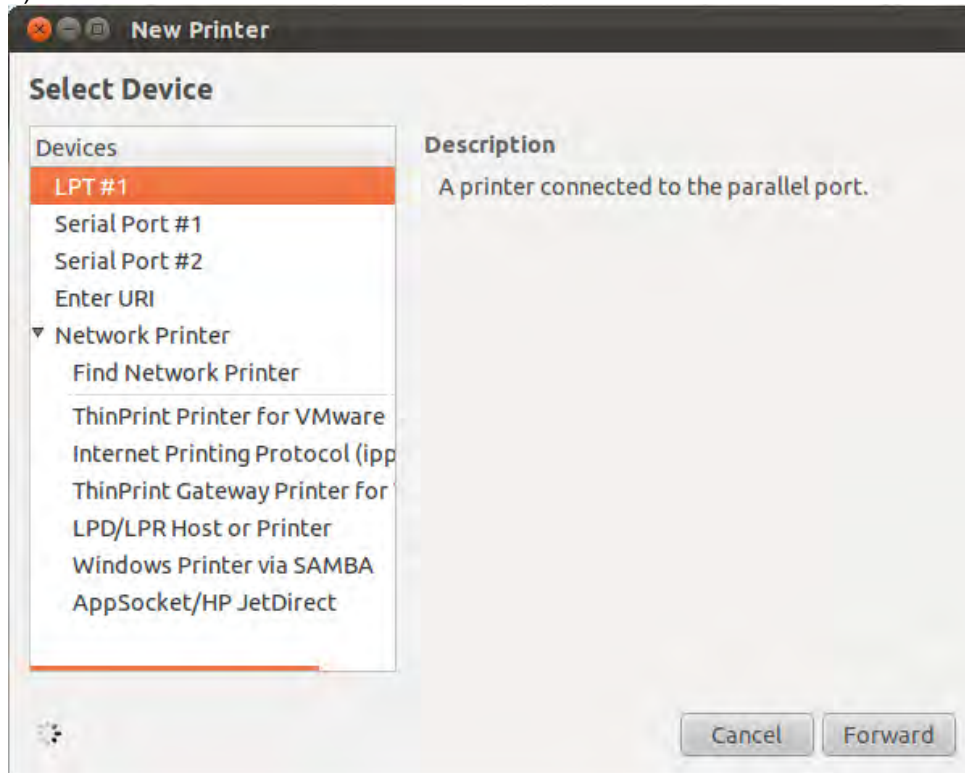 New Printer
Select Device
Devices
LPT #1
Serial Port #1
Serial Port #2
Enter URI
Network Printer
Find Network Printer
ThinPrint Printer for VMware
Internet Printing Protocol (ipp
ThinPrint Gateway Printer for
LPD/LPR Host or Printer
Windows Printer via SAMBA
AppSocket/HP JetDirect
Description
A printer connected to the parallel port.
Cancel
Forward